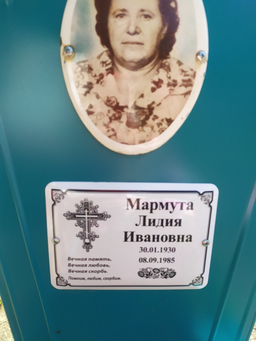 Мармута
Лидия
Ивановна
30.01.1930
08.09.1985
Вечная память.
Вечная любовь.
Вечная скорбь.
Помним, любим, скорбим.